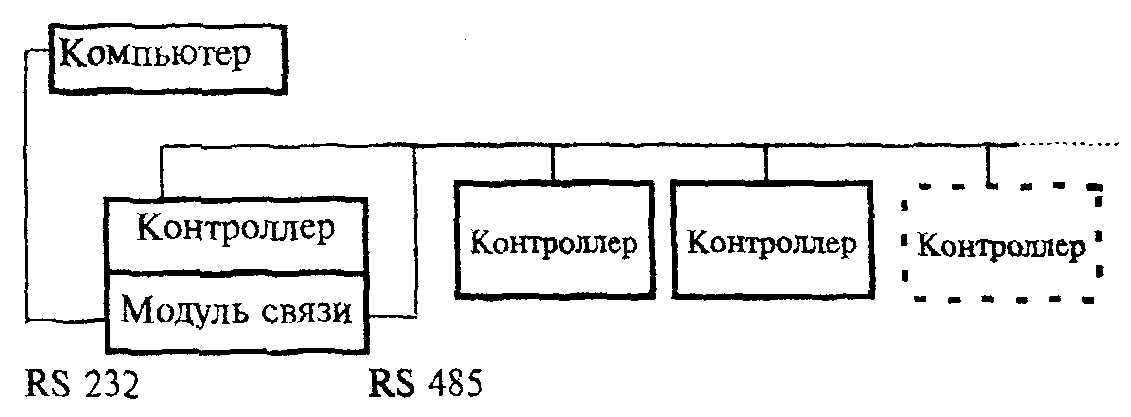 Компьютер
Контроллер
Модуль связи
Контроллер
Контроллер
Контроллер
RS 232
RS 485